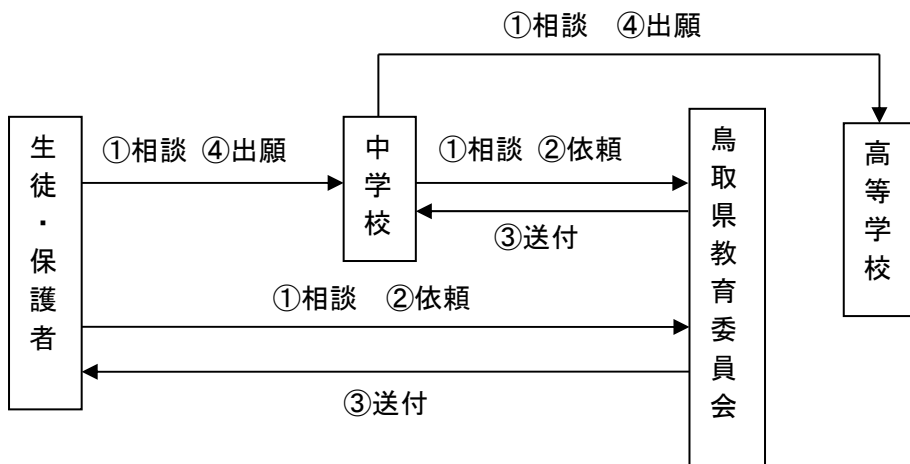 ①相談 ④出願
生徒・保護者
①相談 ④出願
中学校
①相談 ②依頼
③送付
鳥取県教育委員会
高等学校
①相談 ②依頼
③送付